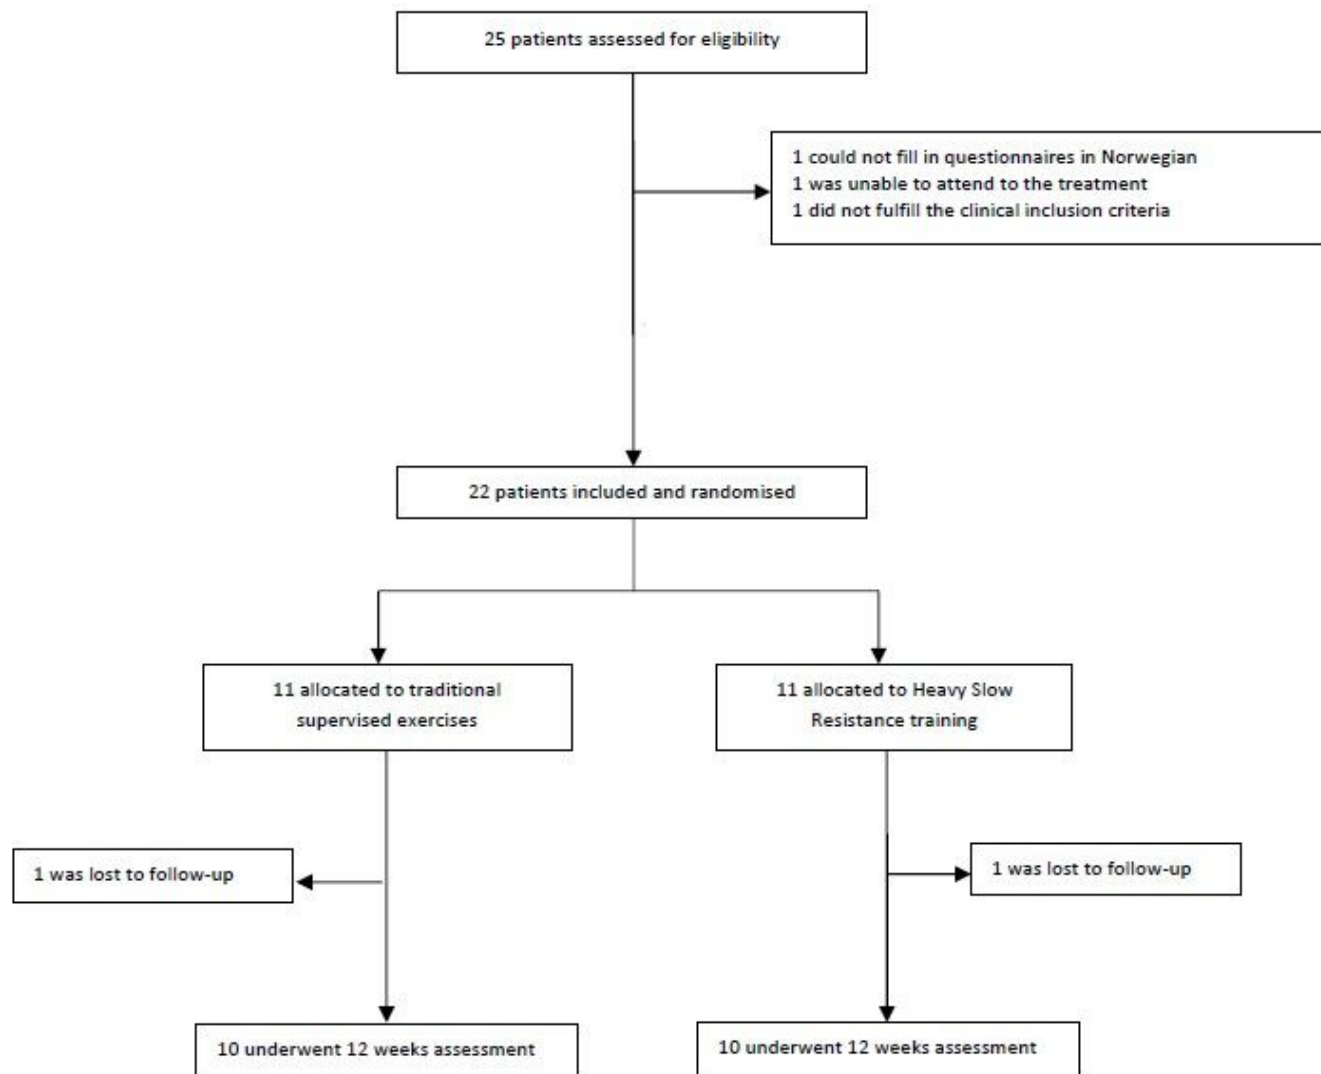 25 patients assessed for eligibility
1 could not fill in questionnaires in Norwegian
1 was unable to attend to the treatment
1 did not fulfill the clinical inclusion criteria
22 patients included and randomised
11 allocated to traditional
supervised exercises
11 allocated to Heavy Slow
Resistance training
1 was lost to follow-up
1 was lost to follow-up
10 underwent 12 weeks assessment
10 underwent 12 weeks assessment